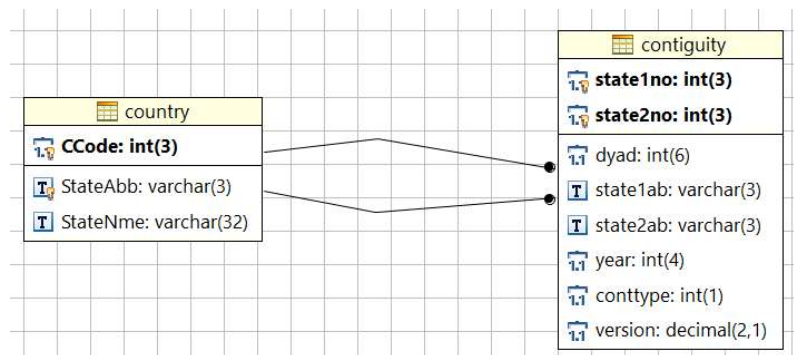 country
CCode: int(3)
StateAbb: varchar(3)
StateNme: varchar(32)
contiguity
state1no: int(3)
state2no: int(3)
dyad: int(6)
state1ab: varchar(3)
state2ab: varchar(3)
year: int(4)
conttype: int(1)
version: decimal(2,1)